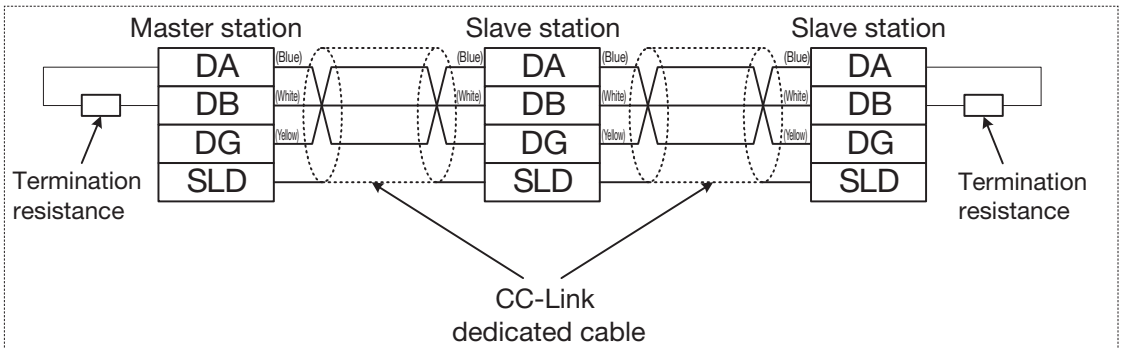 Master station Slave station Slave station
DA (Blue) (Blue) DA (Blue) (Blue) DA
DB (White) (White) DB (White) (White) DB
DG (Yellow) (Yellow) DG (Yellow) (Yellow) DG
SLD SLD SLD
Termination
resistance
Termination
resistance
CC-Link
dedicated cable